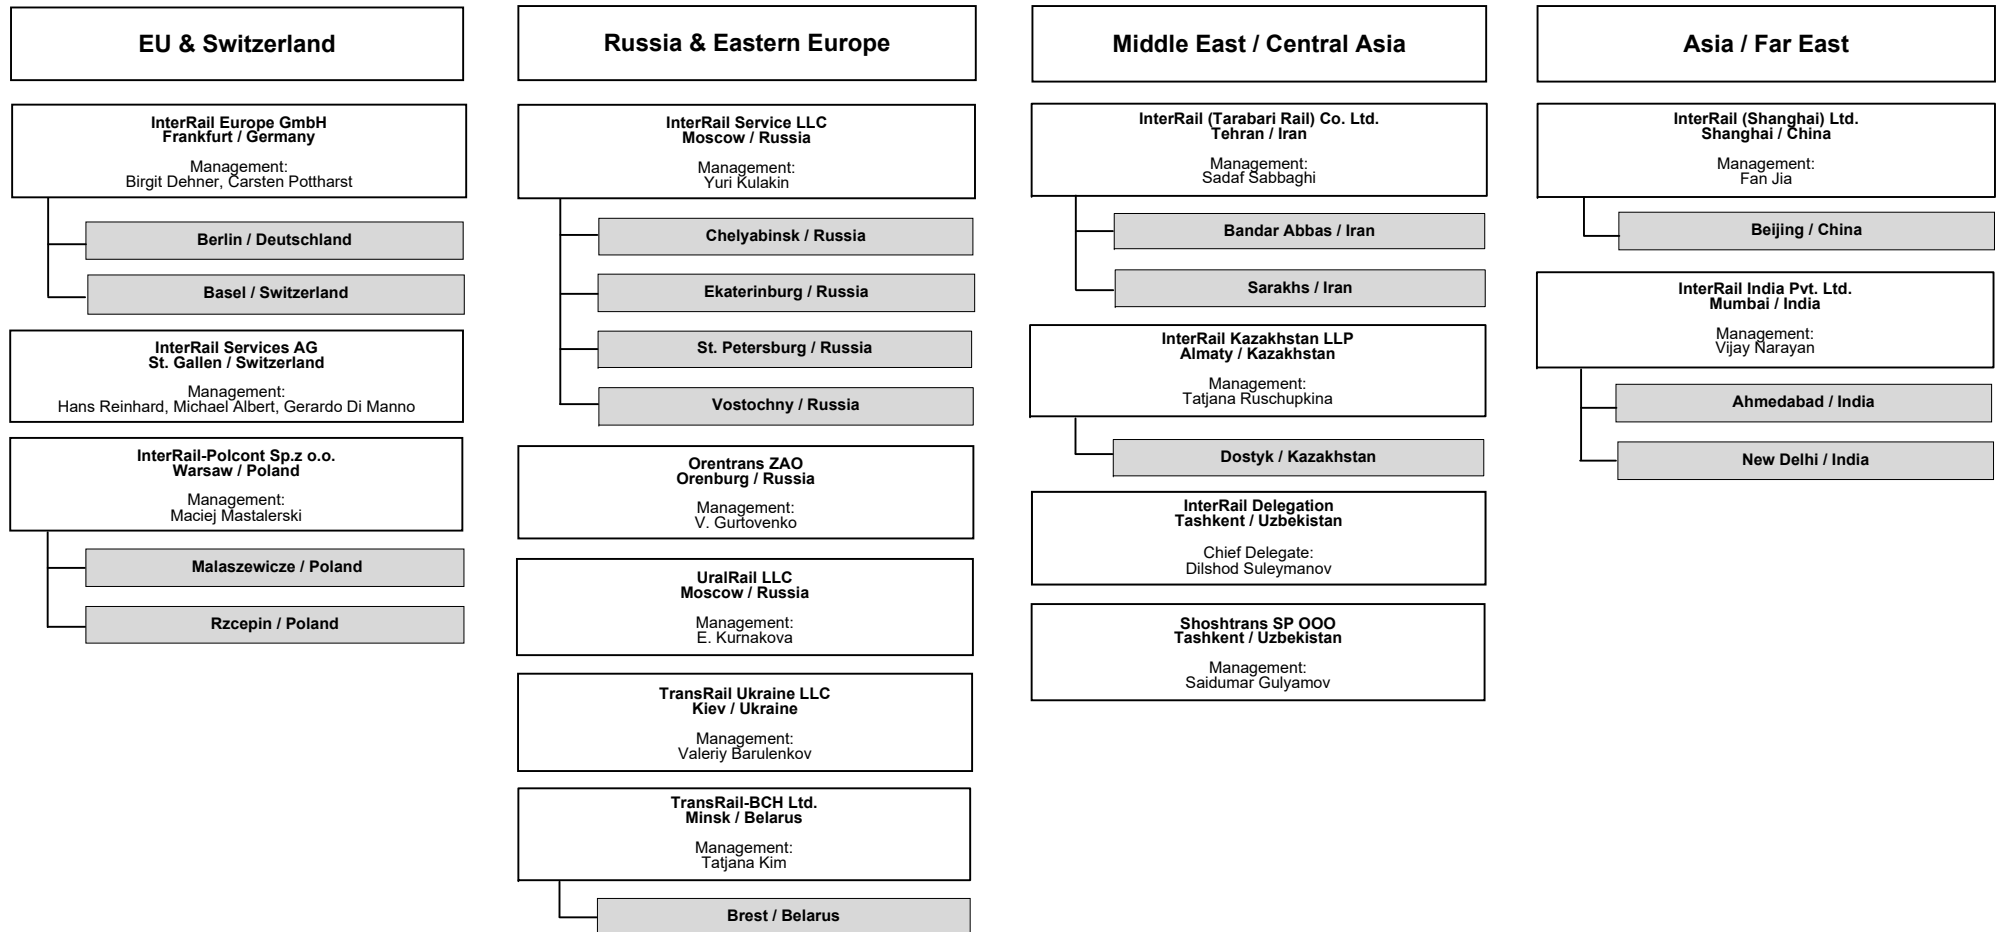 EU & Switzerland
InterRail Europe GmbH
Frankfurt / Germany
Management:
Birgit Dehner, Carsten Pottharst
Berlin / Deutschland
Basel / Switzerland
InterRail Services AG
St. Gallen / Switzerland
Management:
Hans Reinhard, Michael Albert, Gerardo Di Manno
InterRail-Polcont Sp.z o.o.
Warsaw / Poland
Management:
Maciej Mastalerski
Malaszewicze / Poland
Rzcepin / Poland
Russia & Eastern Europe
InterRail Service LLC
Moscow / Russia
Management:
Yuri Kulakin
Chelyabinsk / Russia
Ekaterinburg / Russia
St. Petersburg / Russia
Vostochny / Russia
Orentrans ZAO
Orenburg / Russia
Management:
V. Gurtovenko
UralRail LLC
Moscow / Russia
Management:
E. Kurnakova
TransRail Ukraine LLC
Kiev / Ukraine
Management:
Valeriy Barulenkov
TransRail-BCH Ltd.
Minsk / Belarus
Management:
Tatjana Kim
Brest / Belarus
Middle East / Central Asia
InterRail (Tarabari Rail) Co. Ltd.
Tehran / Iran
Management:
Sadaf Sabbaghi
Bandar Abbas / Iran
Sarakhs / Iran
InterRail Kazakhstan LLP
Almaty / Kazakhstan
Management:
Tatjana Ruschupkina
Dostyk / Kazakhstan
InterRail Delegation
Tashkent / Uzbekistan
Chief Delegate:
Dilshod Suleymanov
Shoshtrans SP OOO
Tashkent / Uzbekistan
Management:
Saidumar Gulyamov
Asia / Far East
InterRail (Shanghai) Ltd.
Shanghai / China
Management:
Fan Jia
Beijing / China
InterRail India Pvt. Ltd.
Mumbai / India
Management:
Vijay Narayan
Ahmedabad / India
New Delhi / India